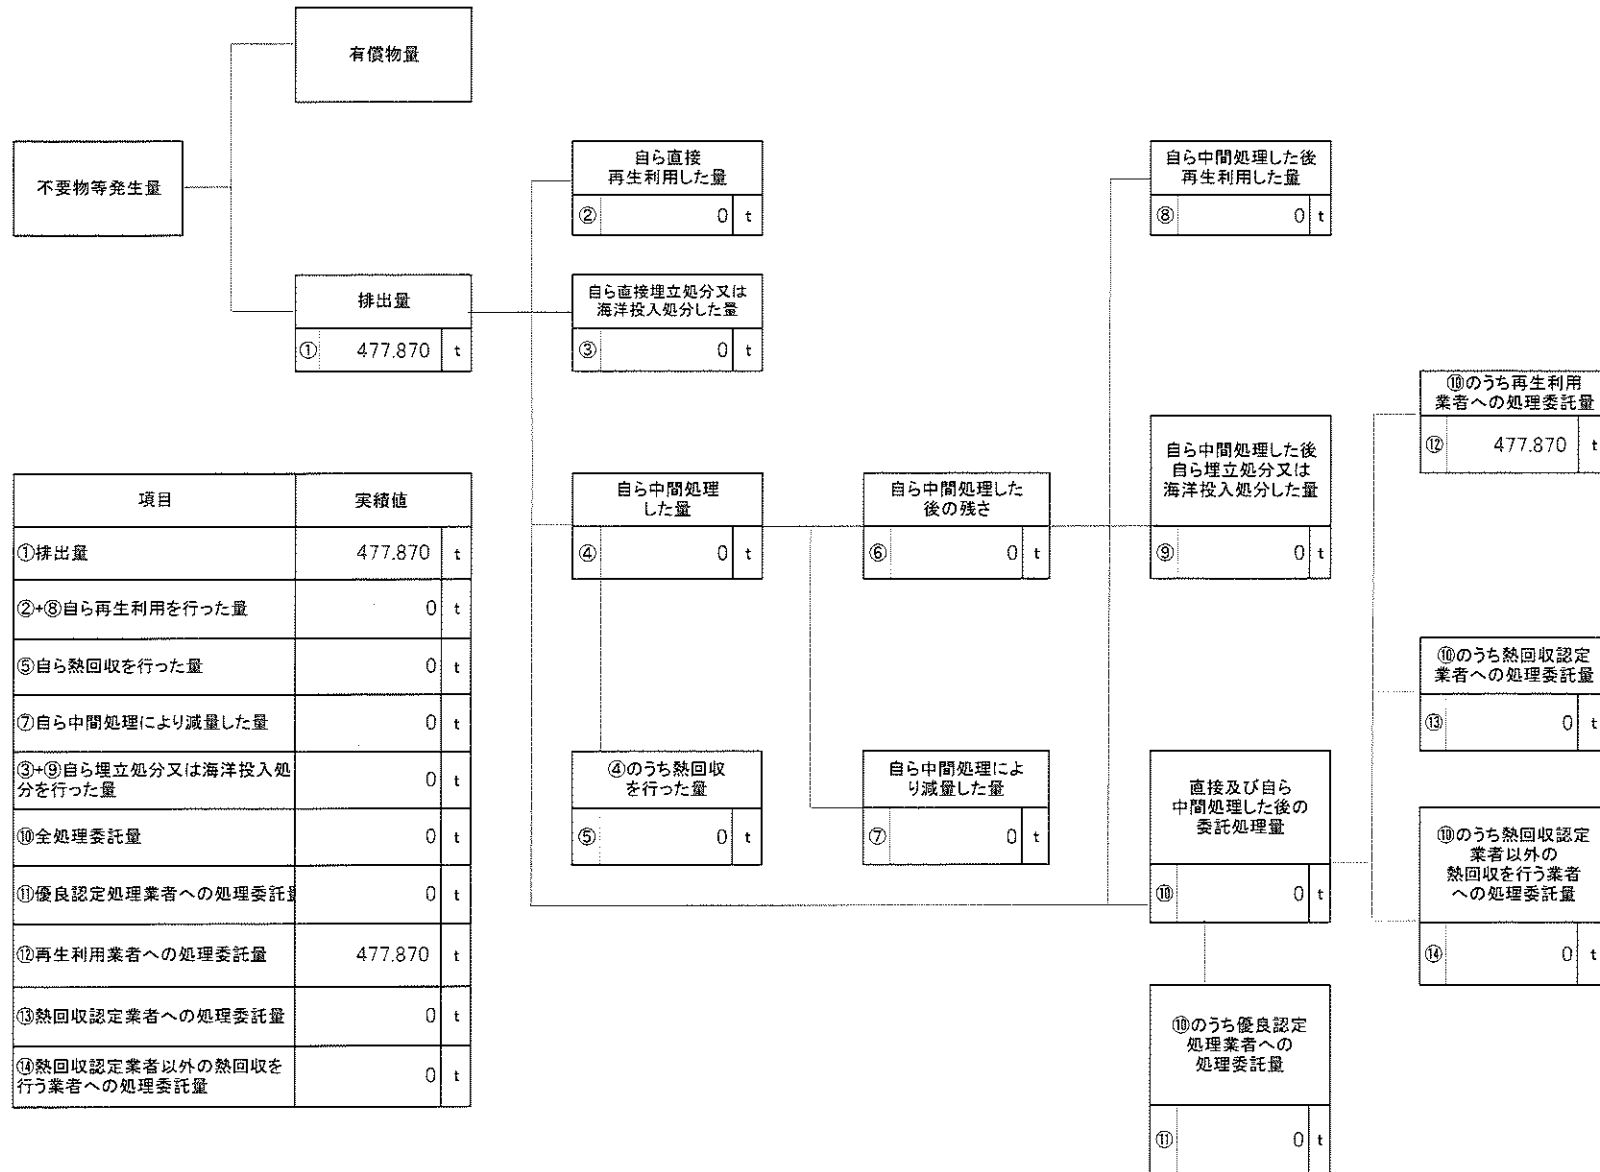 有償物量
不要物等発生量
排出量
① 477.870 t
自ら直接
再生利用した量
② 0 t
自ら直接埋立処分又は
海洋投入処分した量
③ 0 t
自ら中間処理
した量
④ 0 t
④のうち熱回収
を行った量
⑤ 0 t
自ら中間処理した
後の残さ
⑥ 0 t
自ら中間処理によ
り減量した量
⑦ 0 t
自ら中間処理した後
再生利用した量
⑧ 0 t
自ら中間処理した後
自ら埋立処分又は
海洋投入処分した量
⑨ 0 t
直接及び自ら
中間処理した後の
委託処理量
⑩ 0 t
⑩のうち優良認定
処理業者への
処理委託量
⑪ 0 t
⑩のうち再生利用
業者への処理委託量
⑫ 477.870 t
⑩のうち熱回収認定
業者への処理委託量
⑬ 0 t
⑩のうち熱回収認定
業者以外の
熱回収を行う業者
への処理委託量
⑭ 0 t
項目 実績値
①排出量 477.870 t
②+⑧自ら再生利用を行った量 0 t
⑤自ら熱回収を行った量 0 t
⑦自ら中間処理により減量した量 0 t
③+⑨自ら埋立処分又は海洋投入処
分を行った量 0 t
⑩全処理委託量 0 t
⑪優良認定処理業者への処理委託 0 t
⑫再生利用業者への処理委託量 477.870 t
⑬熱回収認定業者への処理委託量 0 t
⑭熱回収認定業者以外の熱回収を
行う業者への処理委託量 0 t